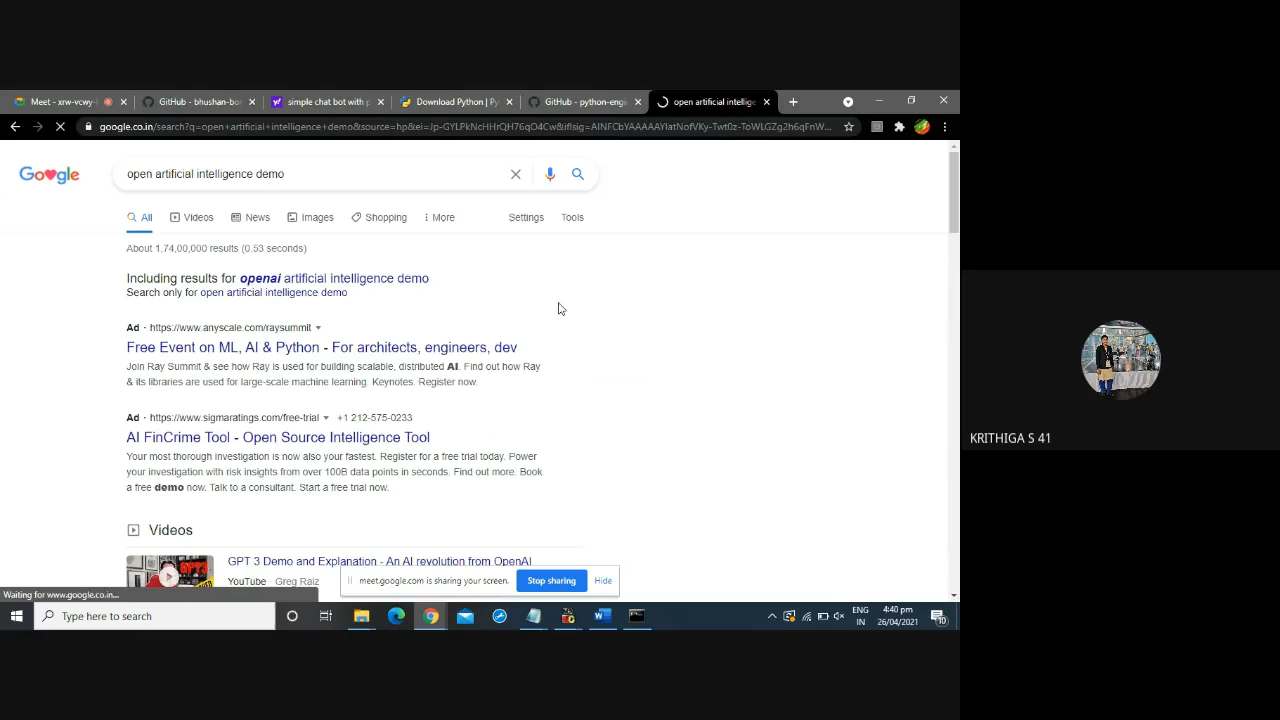 Meet - xrw-vcwy-
GitHub - bhushan-bo
simple chat bot with p
Download Python | Py
GitHub - python-engi
open artificial intellige
google.co.in/search?q=open+artificial+intelligence+demo&source=hp&ei=Jp-GYLPkNcHHrQH76qO4Cw&iflsig=AINFCbYAAAAAYIatNofVKy-Twt0z-ToWLGZg2h6qFnW...
Google
open artificial intelligence demo
All
Videos
News
Images
Shopping
More
Settings
Tools
About 1,74,00,000 results (0.53 seconds)
Including results for openai artificial intelligence demo
Search only for open artificial intelligence demo
Ad · https://www.anyscale.com/raysummit
Free Event on ML, AI & Python - For architects, engineers, dev
Join Ray Summit & see how Ray is used for building scalable, distributed AI. Find out how Ray
& its libraries are used for large-scale machine learning. Keynotes. Register now.
Ad · https://www.sigmaratings.com/free-trial +1 212-575-0233
AI FinCrime Tool - Open Source Intelligence Tool
Your most thorough investigation is now also your fastest. Register for a free trial today. Power
your investigation with risk insights from over 100B data points in seconds. Find out more. Book
a free demo now. Talk to a consultant. Start a free trial now.
Videos
GPT 3 Demo and Explanation - An AI revolution from OpenAI
YouTube · Greg Raiz
meet.google.com is sharing your screen.
Stop sharing
Hide
Waiting for www.google.co.in...
Type here to search
ENG
IN
4:40 pm
26/04/2021
10
KRITHIGA S 41